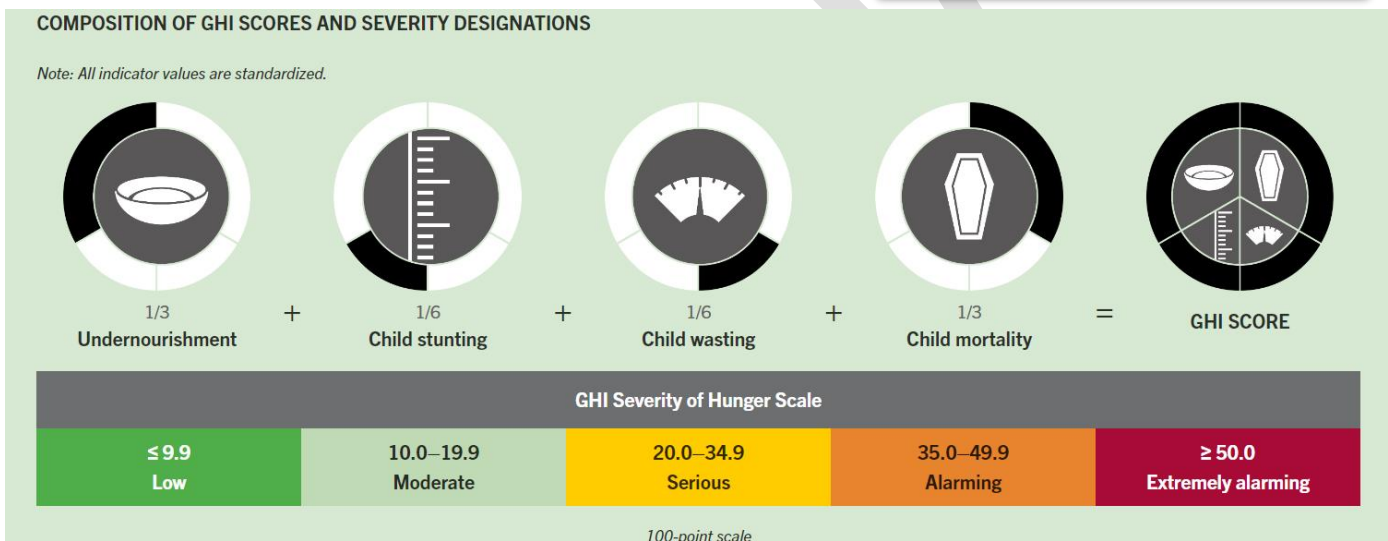 COMPOSITION OF GHI SCORES AND SEVERITY DESIGNATIONS
Note: All indicator values are standardized.
1/3 + 1/6 + 1/6 + 1/3 = GHI SCORE
Undernourishment Child stunting Child wasting Child mortality
GHI Severity of Hunger Scale
≤ 9.9 10.0–19.9 20.0–34.9 35.0–49.9 ≥ 50.0
Low Moderate Serious Alarming Extremely alarming
100-point scale